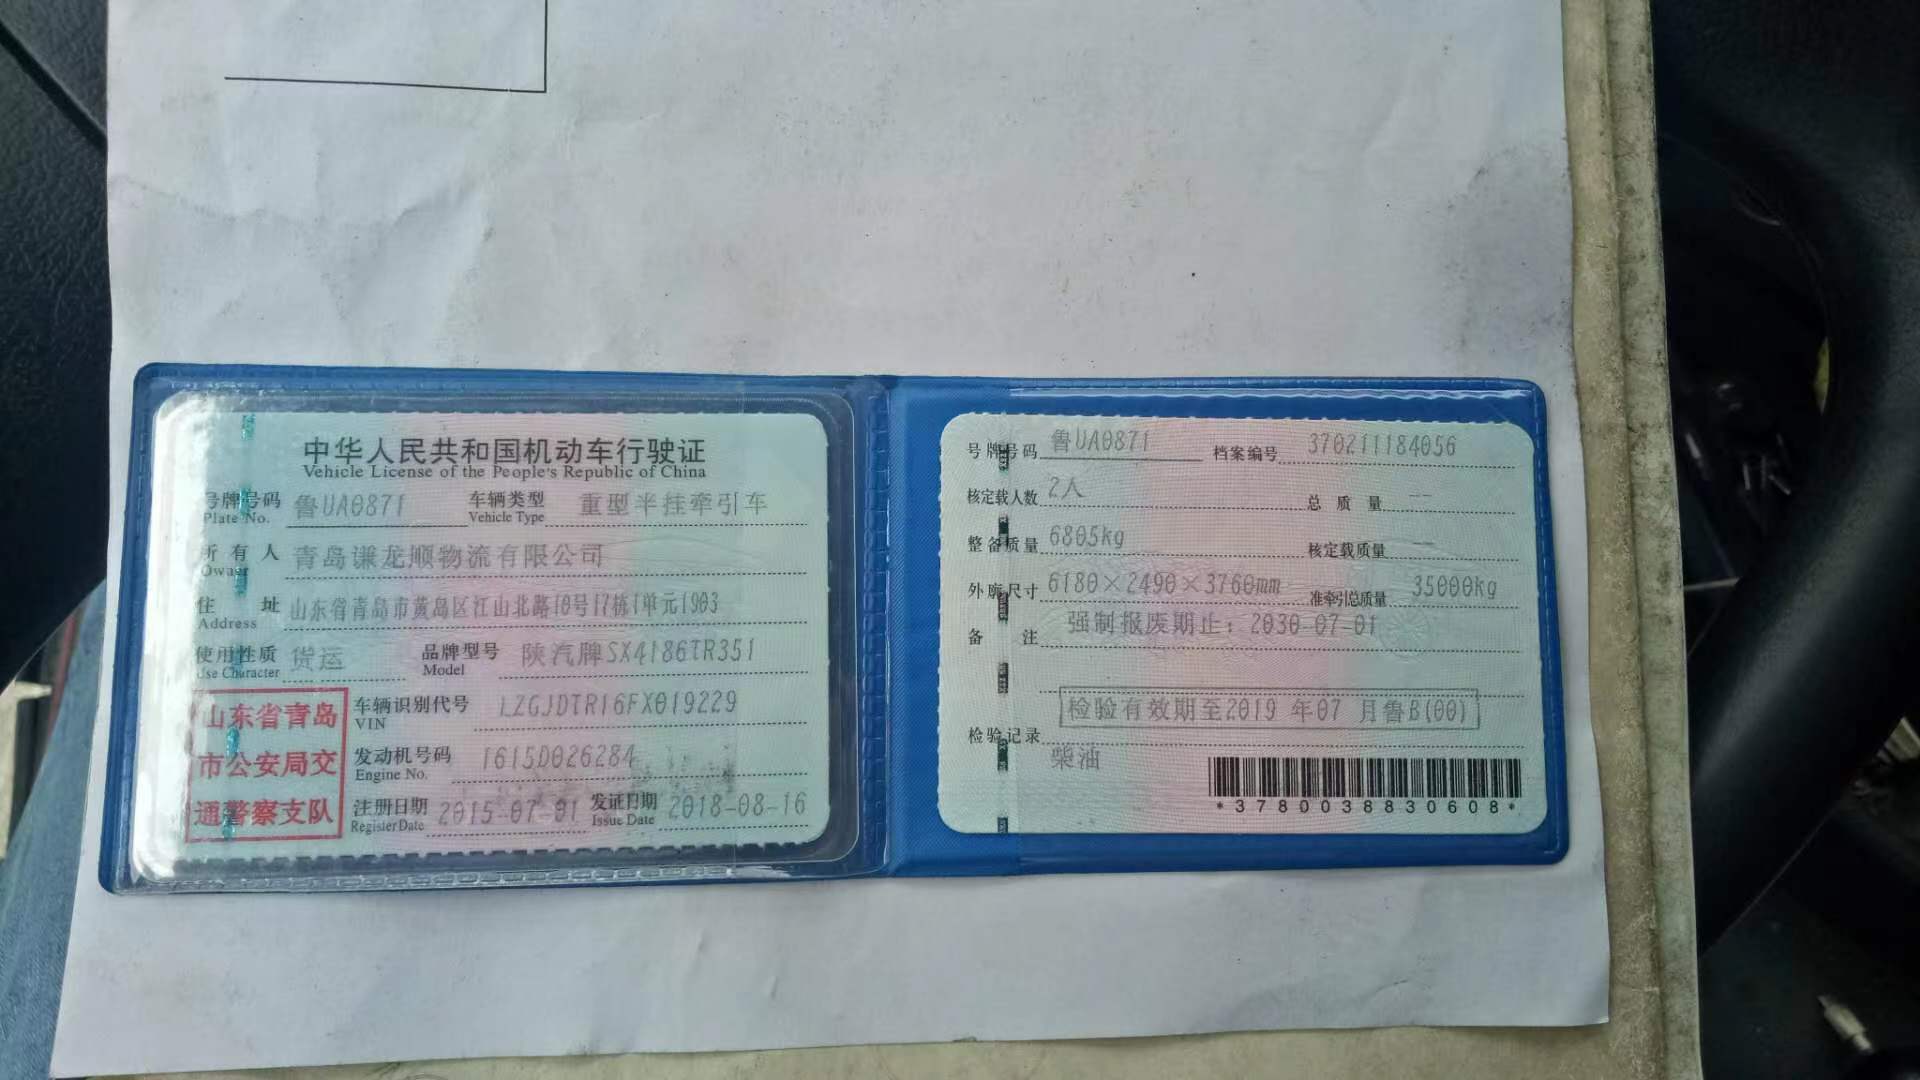 中华人民共和国机动车行驶证
Vehicle License of the People's Republic of China
号牌号码 鲁UA0871 车辆类型 重型半挂牵引车
Plate No. Vehicle Type
所有人 青岛谦龙顺物流有限公司
Owner
住址 山东省青岛市黄岛区江山北路10号17栋1单元1903
Address
使用性质 货运 品牌型号 陕汽牌SX4186TR351
Use Character Model
山东省青岛
市公安局交
通警察支队
车辆识别代号 LZGJDTR16FX019229
VIN
发动机号码 1615D026284
Engine No.
注册日期 2015-07-01 发证日期 2018-08-16
Register Date Issue Date
号牌号码 鲁UA0871 档案编号 370211184056
核定载人数 2人 总质量 --
整备质量 6805kg 核定载质量 --
外廓尺寸 6180×2490×3760mm 准牵引总质量 35000kg
备注 强制报废期止：2030-07-01
检验有效期至2019年07月鲁B(00)
检验记录
柴油
*3780038830608*